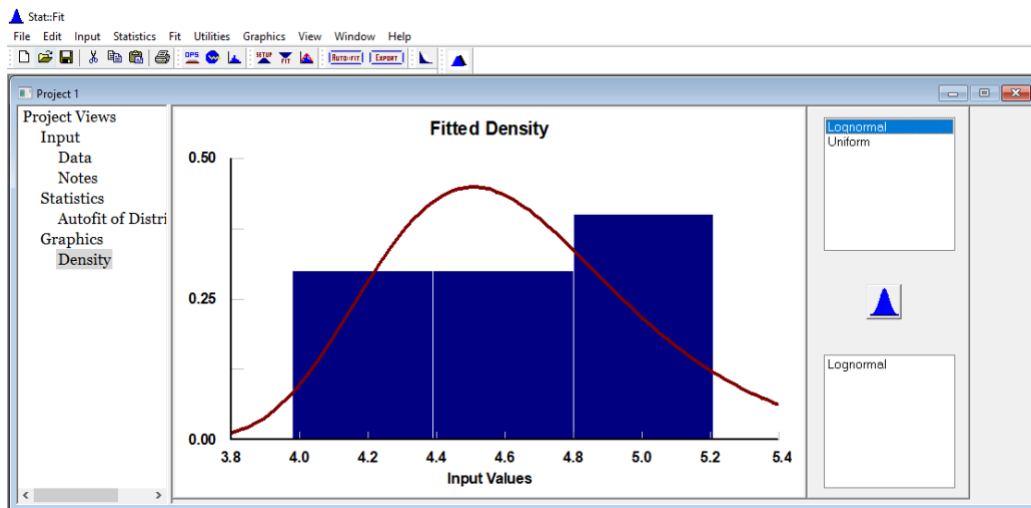 Stat::Fit
File Edit Input Statistics Fit Utilities Graphics View Window Help
OPS SETUP FIT AUTO::FIT EXPORT
Project 1
Project Views
Input
Data
Notes
Statistics
Autofit of Distri
Graphics
Density
Fitted Density
0.50
0.25
0.00
3.8 4.0 4.2 4.4 4.6 4.8 5.0 5.2 5.4
Input Values
Lognormal
Uniform
Lognormal